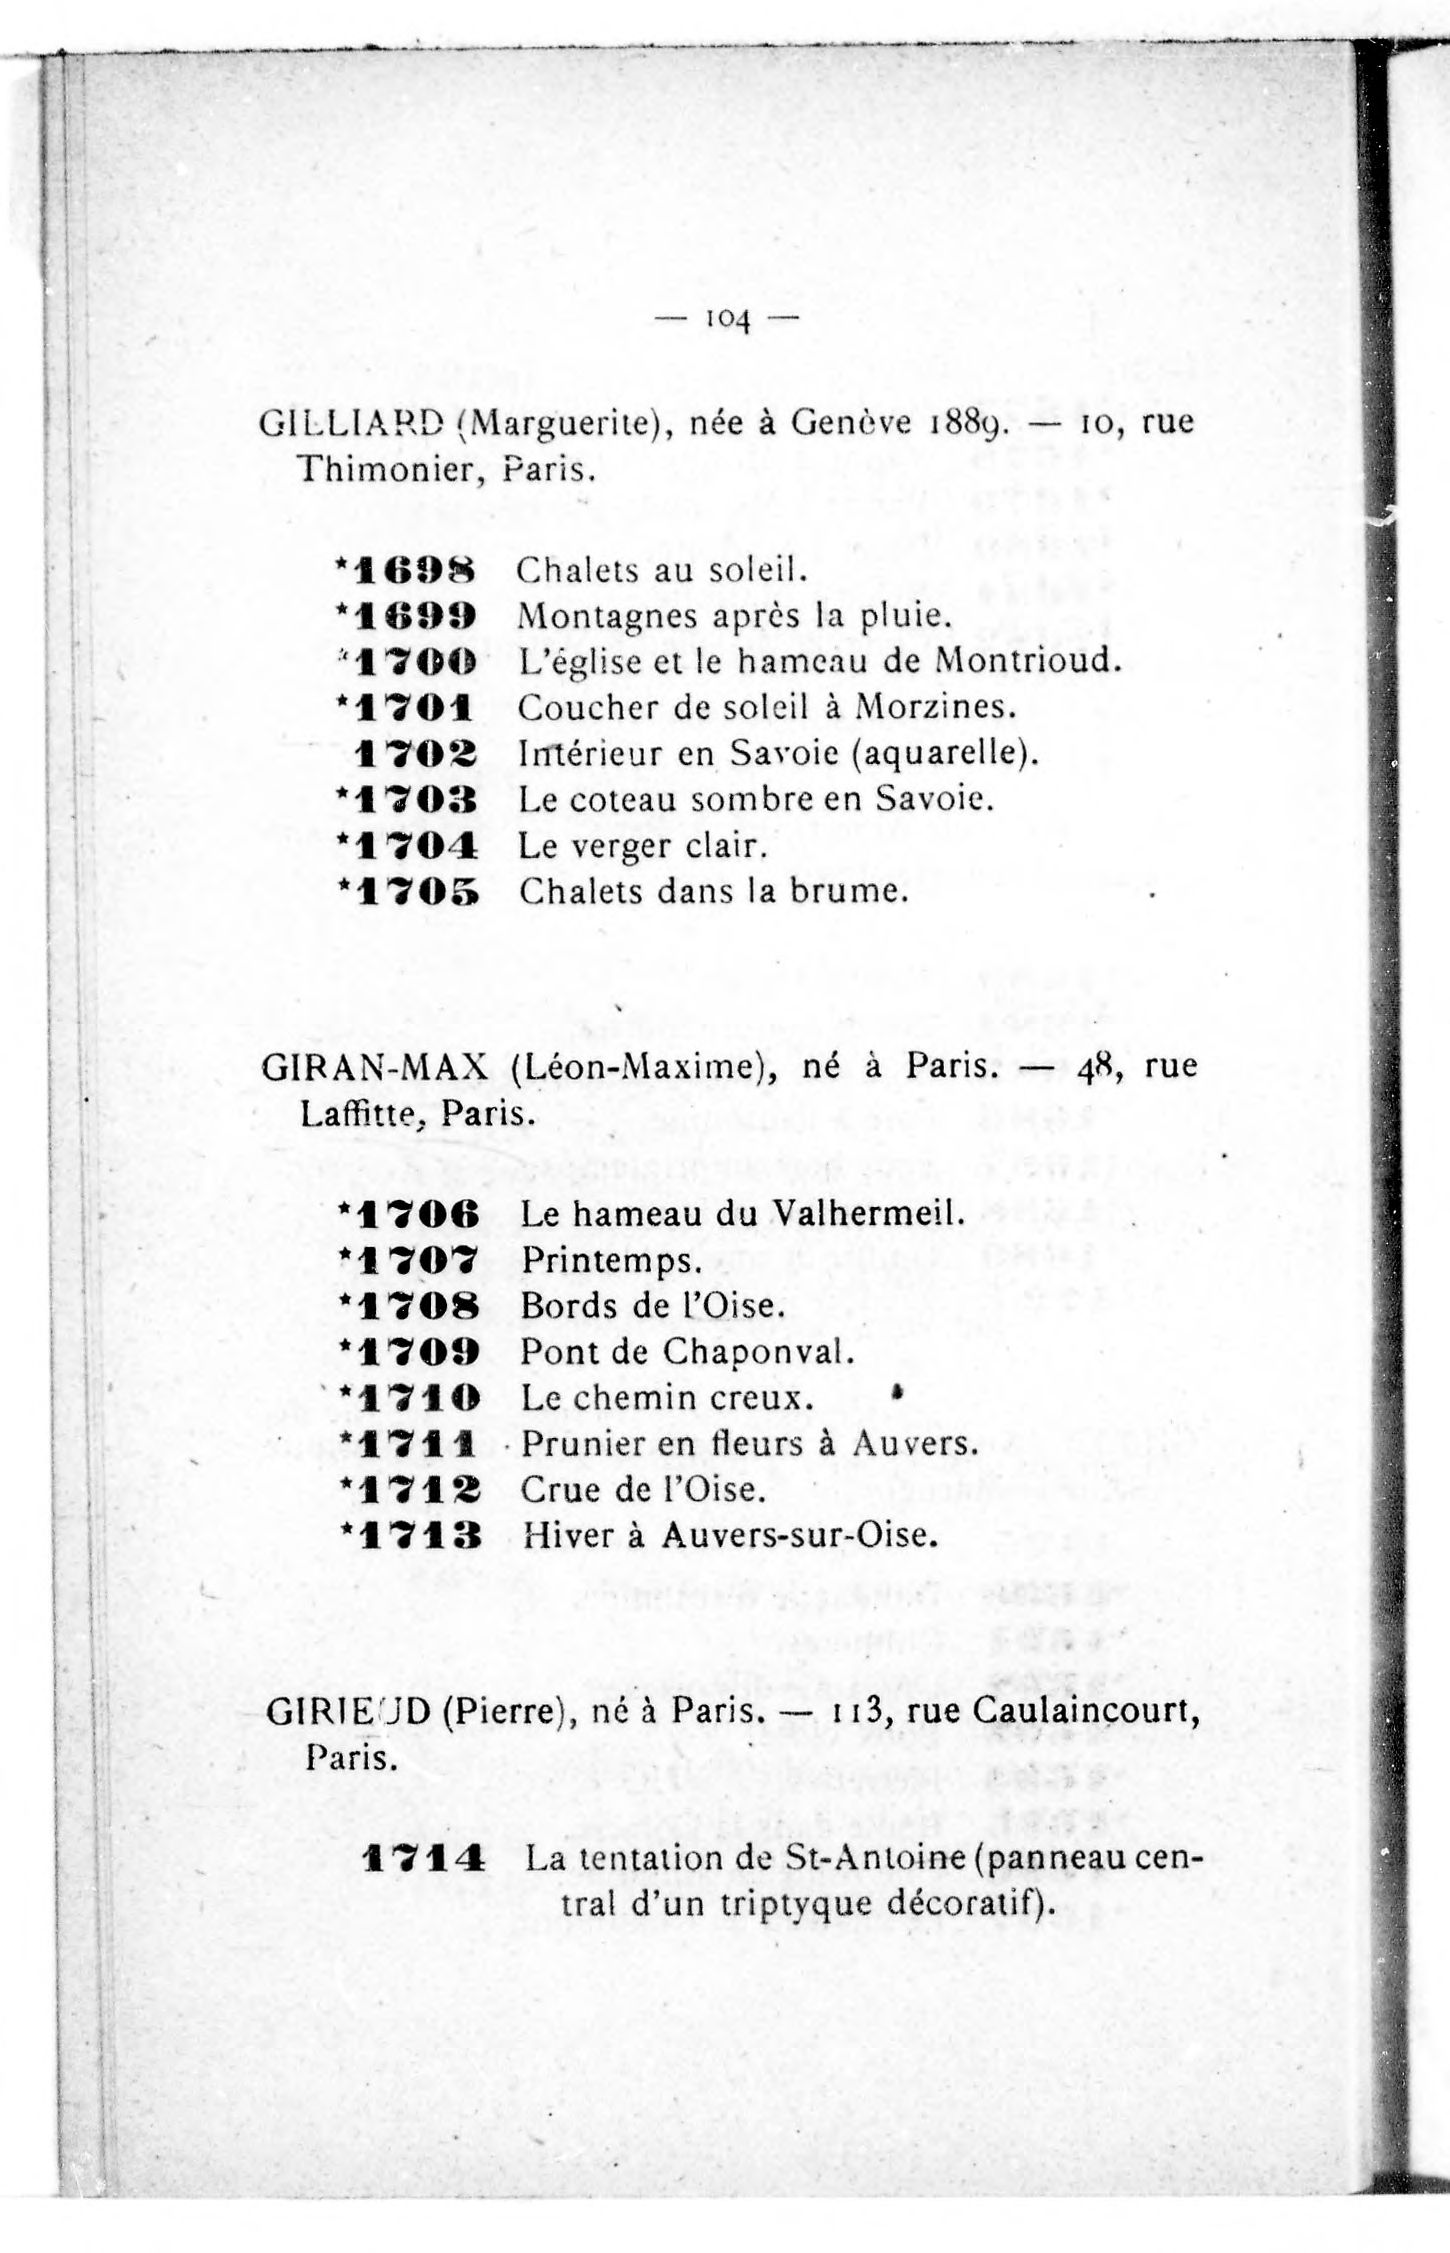 — 104 —
GILLIARD (Marguerite), née à Genève 1889. — 10, rue
Thimonier, Paris.
*1698 Chalets au soleil.
*1699 Montagnes après la pluie.
*1700 L'église et le hameau de Montrioud.
*1701 Coucher de soleil à Morzines.
1702 Intérieur en Savoie (aquarelle).
*1703 Le coteau sombre en Savoie.
*1704 Le verger clair.
*1705 Chalets dans la brume.
GIRAN-MAX (Léon-Maxime), né à Paris. — 48, rue
Laffitte, Paris.
*1706 Le hameau du Valhermeil.
*1707 Printemps.
*1708 Bords de l'Oise.
*1709 Pont de Chaponval.
*1710 Le chemin creux.
*1711 Prunier en fleurs à Auvers.
*1712 Crue de l'Oise.
*1713 Hiver à Auvers-sur-Oise.
GIRIEUD (Pierre), né à Paris. — 113, rue Caulaincourt,
Paris.
1714 La tentation de St-Antoine (panneau cen-
tral d'un triptyque décoratif).